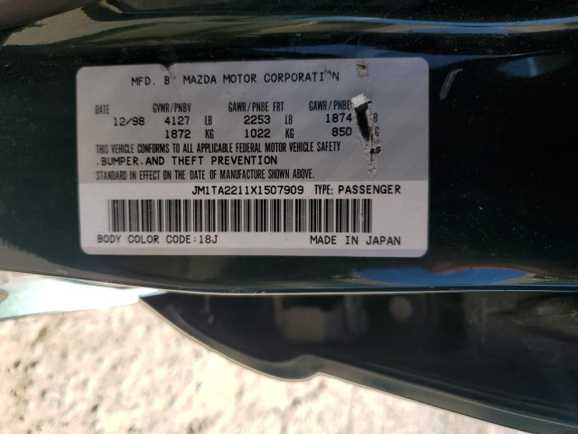 MFD. B MAZDA MOTOR CORPORATION
DATE GVWR/PNBV GAWR/PNBE FRT GAWR/PNBE
12/98 4127 LB 2253 LB 1874
1872 KG 1022 KG 850
THIS VEHICLE CONFORMS TO ALL APPLICABLE FEDERAL MOTOR VEHICLE SAFETY
.BUMPER.AND THEFT PREVENTION
STANDARD IN EFFECT ON THE DATE OF MANUFACTURE SHOWN ABOVE.
JM1TA2211X1507909 TYPE: PASSENGER
BODY COLOR CODE:18J MADE IN JAPAN